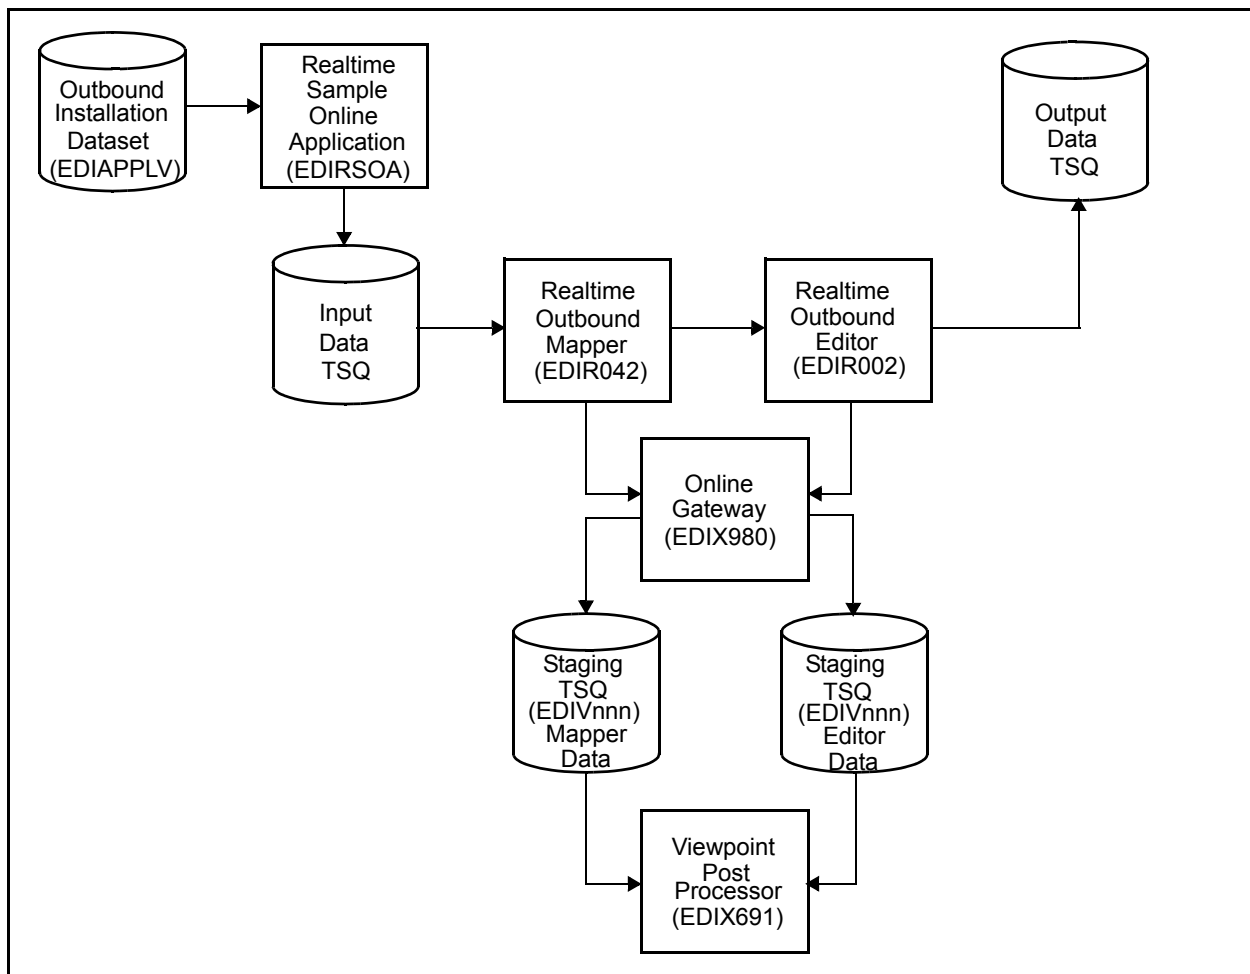 Outbound
Installation
Dataset
(EDIAPPLV)
Realtime
Sample
Online
Application
(EDIRSOA)
Output
Data
TSQ
Input
Data
TSQ
Realtime
Outbound
Mapper
(EDIR042)
Realtime
Outbound
Editor
(EDIR002)
Online
Gateway
(EDIX980)
Staging
TSQ
(EDIVnnn)
Mapper
Data
Staging
TSQ
(EDIVnnn)
Editor
Data
Viewpoint
Post
Processor
(EDIX691)